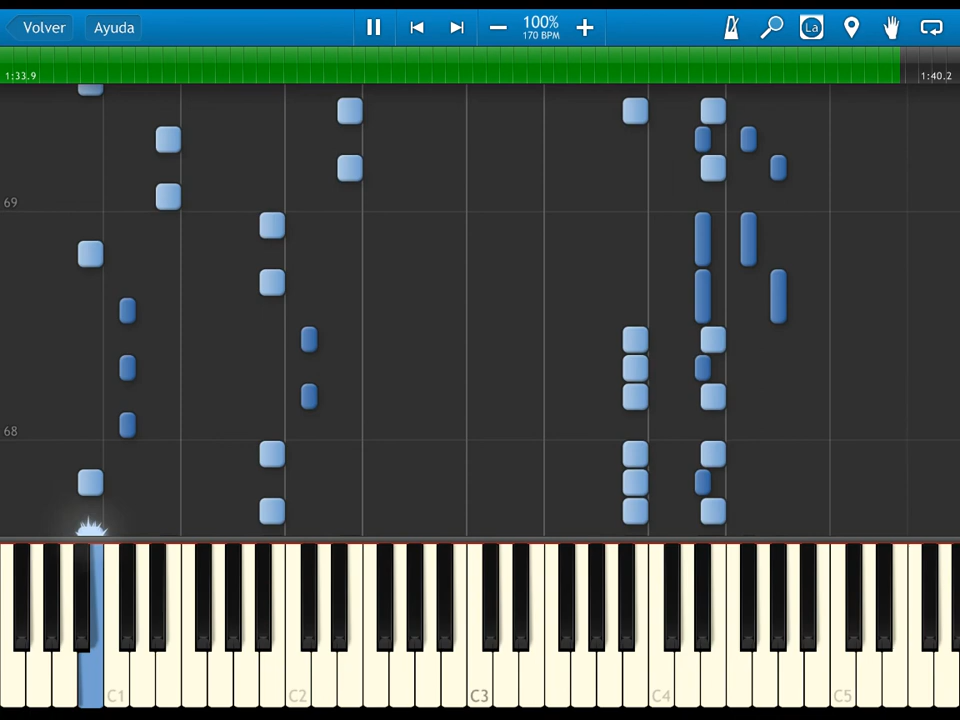 Volver
Ayuda
100%
170 BPM
La
1:33.9
1:40.2
69
68
C1
C2
C3
C4
C5